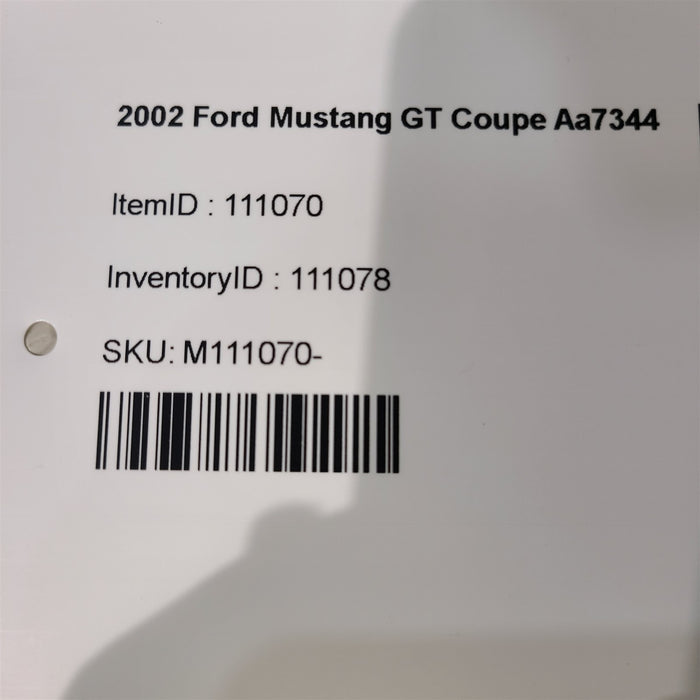 2002 Ford Mustang GT Coupe Aa7344
ItemID : 111070
InventoryID : 111078
SKU: M111070-